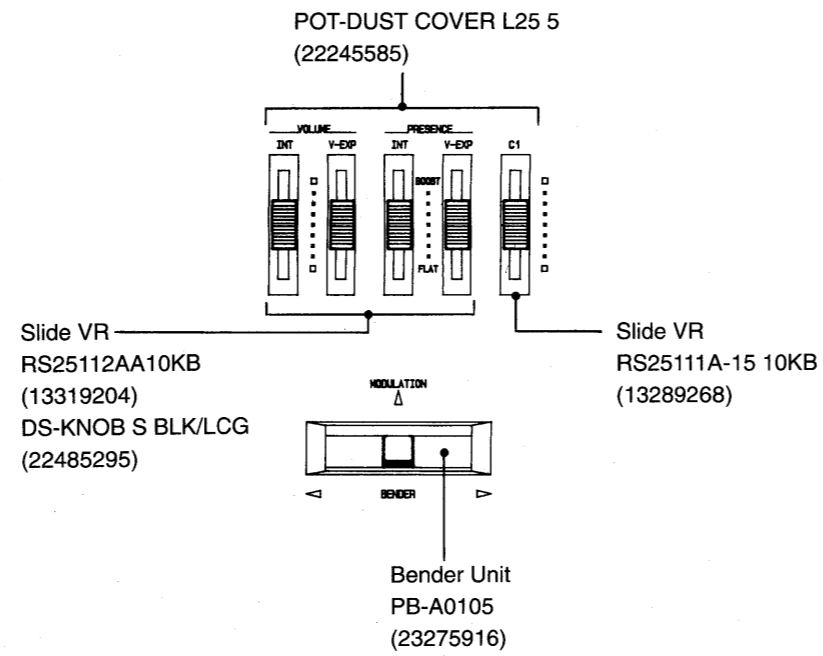 POT-DUST COVER L25 5
(22245585)
VOLUME PRESENCE
INT V-EXP INT V-EXP C1
BOOST
FLAT
Slide VR
RS25112AA10KB
(13319204)
DS-KNOB S BLK/LCG
(22485295)
Slide VR
RS25111A-15 10KB
(13289268)
MODULATION
BENDER
Bender Unit
PB-A0105
(23275916)